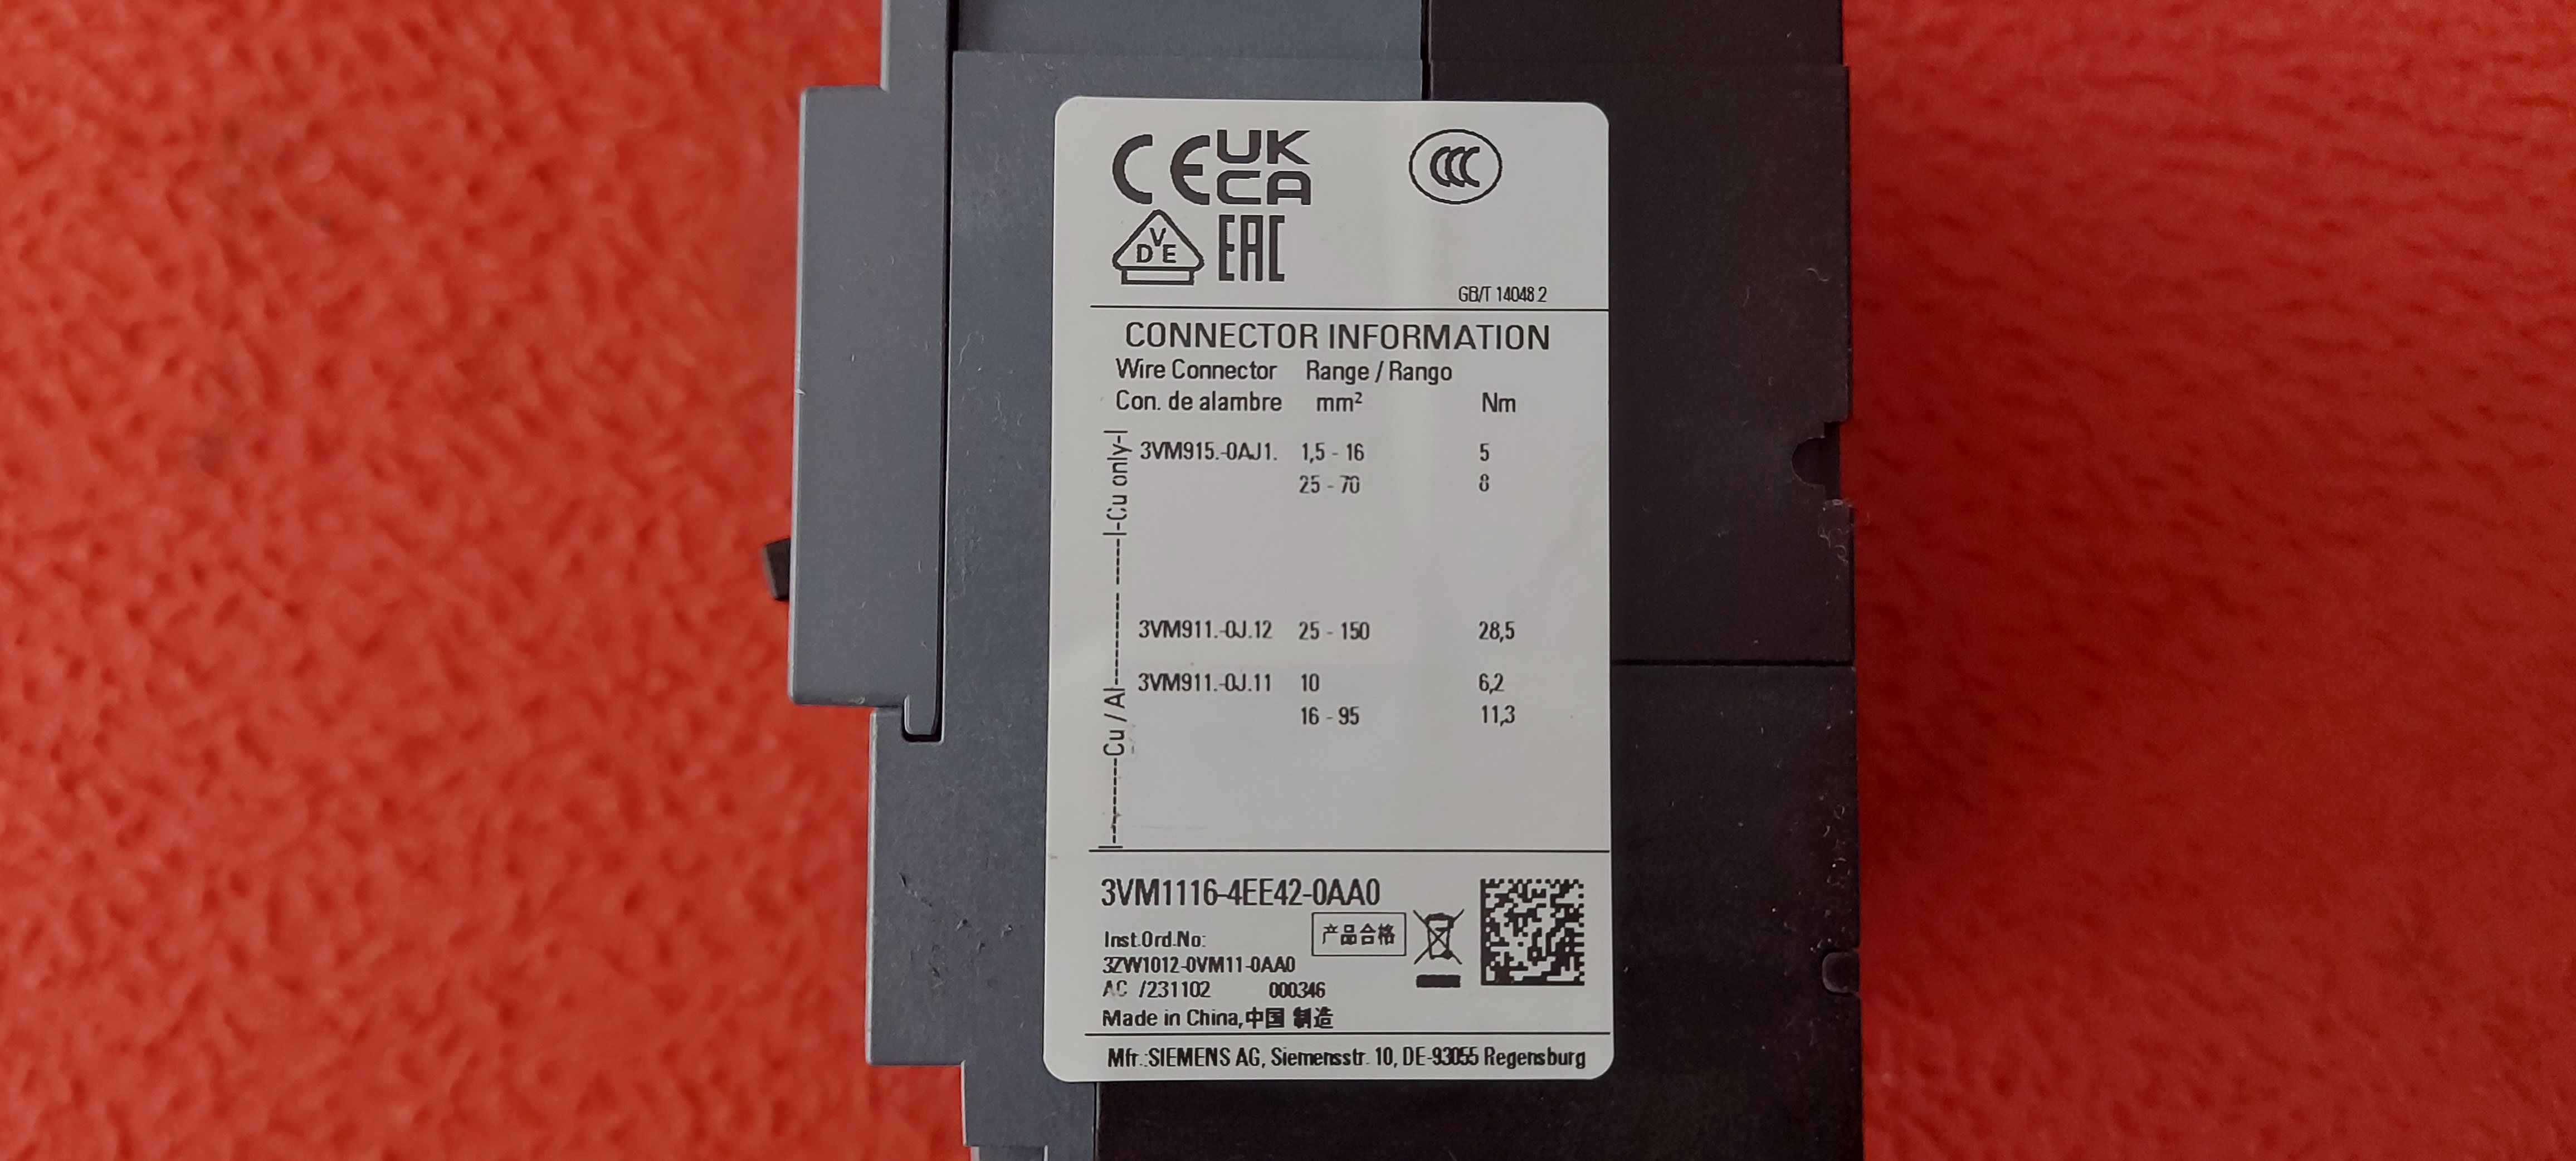 CE UK
CA
VDE EAC
CCC
GB/T 14048.2
CONNECTOR INFORMATION
Wire Connector Range / Rango
Con. de alambre mm² Nm
|-Cu only-|
3VM915.-0AJ1. 1,5 - 16 5
25 - 70 8
3VM911.-0J.12 25 - 150 28,5
|------Cu / Al------------|
3VM911.-0J.11 10 6,2
16 - 95 11,3
3VM1116-4EE42-0AA0
Inst.Ord.No: 产品合格
3ZW1012-0VM11-0AA0
AC /231102 000346
Made in China,中国 制造
Mfr.:SIEMENS AG, Siemensstr. 10, DE-93055 Regensburg